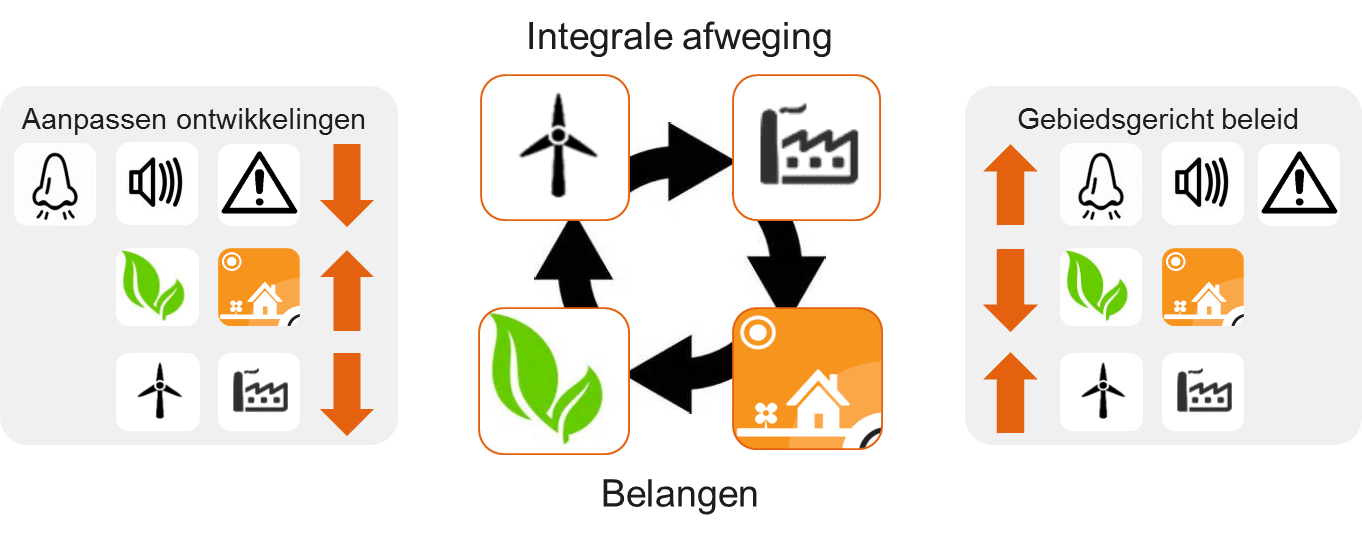 Integrale afweging
Aanpassen ontwikkelingen
Gebiedsgericht beleid
Belangen